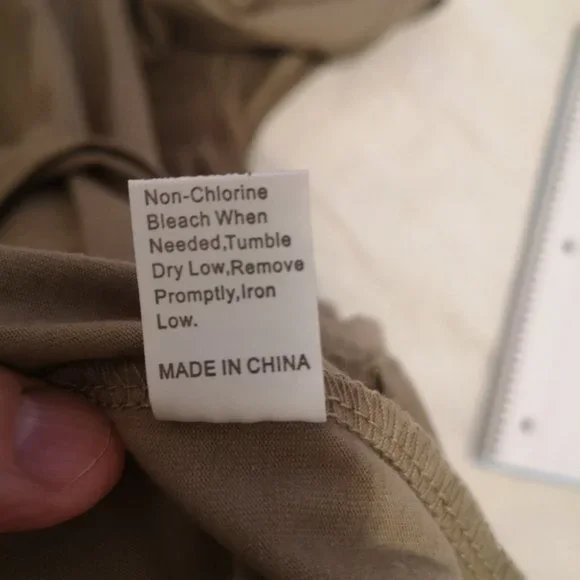 Non-Chlorine
Bleach When
Needed,Tumble
Dry Low,Remove
Promptly,Iron
Low.
MADE IN CHINA